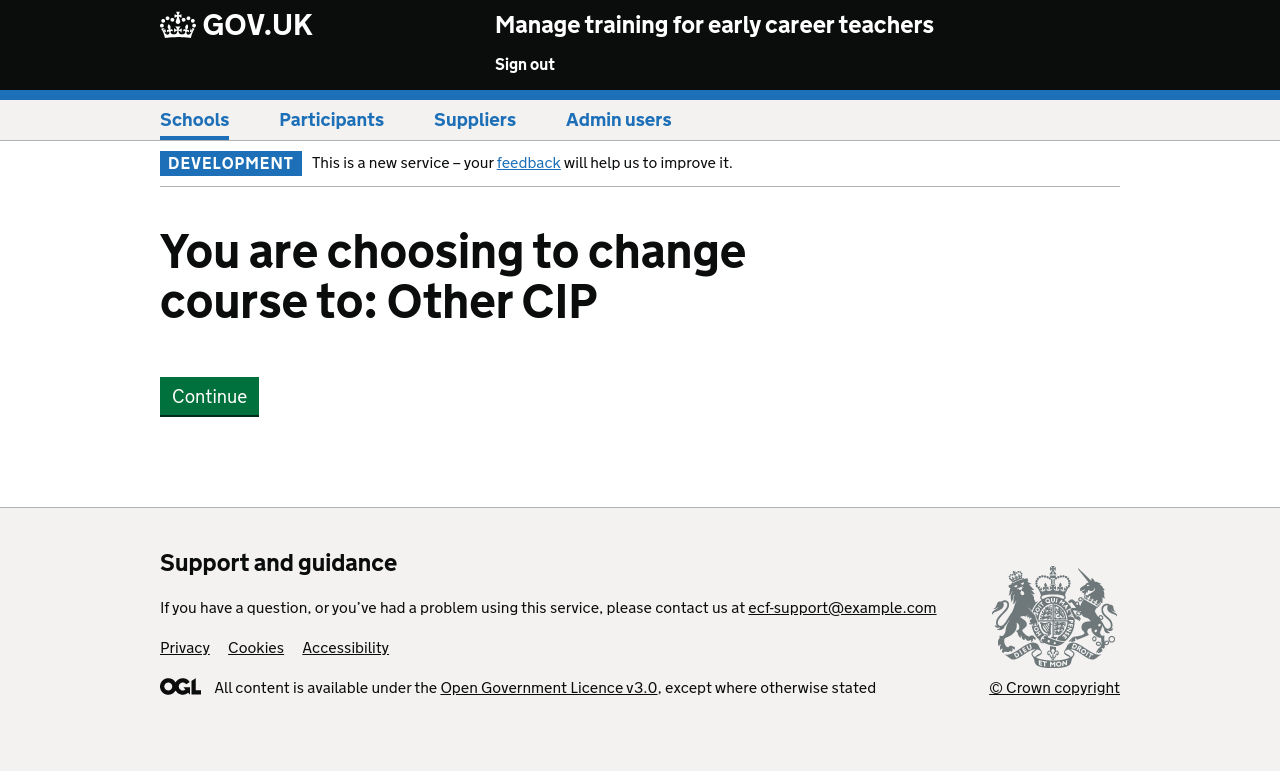 GOV.UK
Manage training for early career teachers
Sign out
Schools Participants Suppliers Admin users
DEVELOPMENT This is a new service – your feedback will help us to improve it.
You are choosing to change
course to: Other CIP
Continue
Support and guidance
If you have a question, or you’ve had a problem using this service, please contact us at ecf-support@example.com
Privacy Cookies Accessibility
OGL All content is available under the Open Government Licence v3.0, except where otherwise stated
© Crown copyright